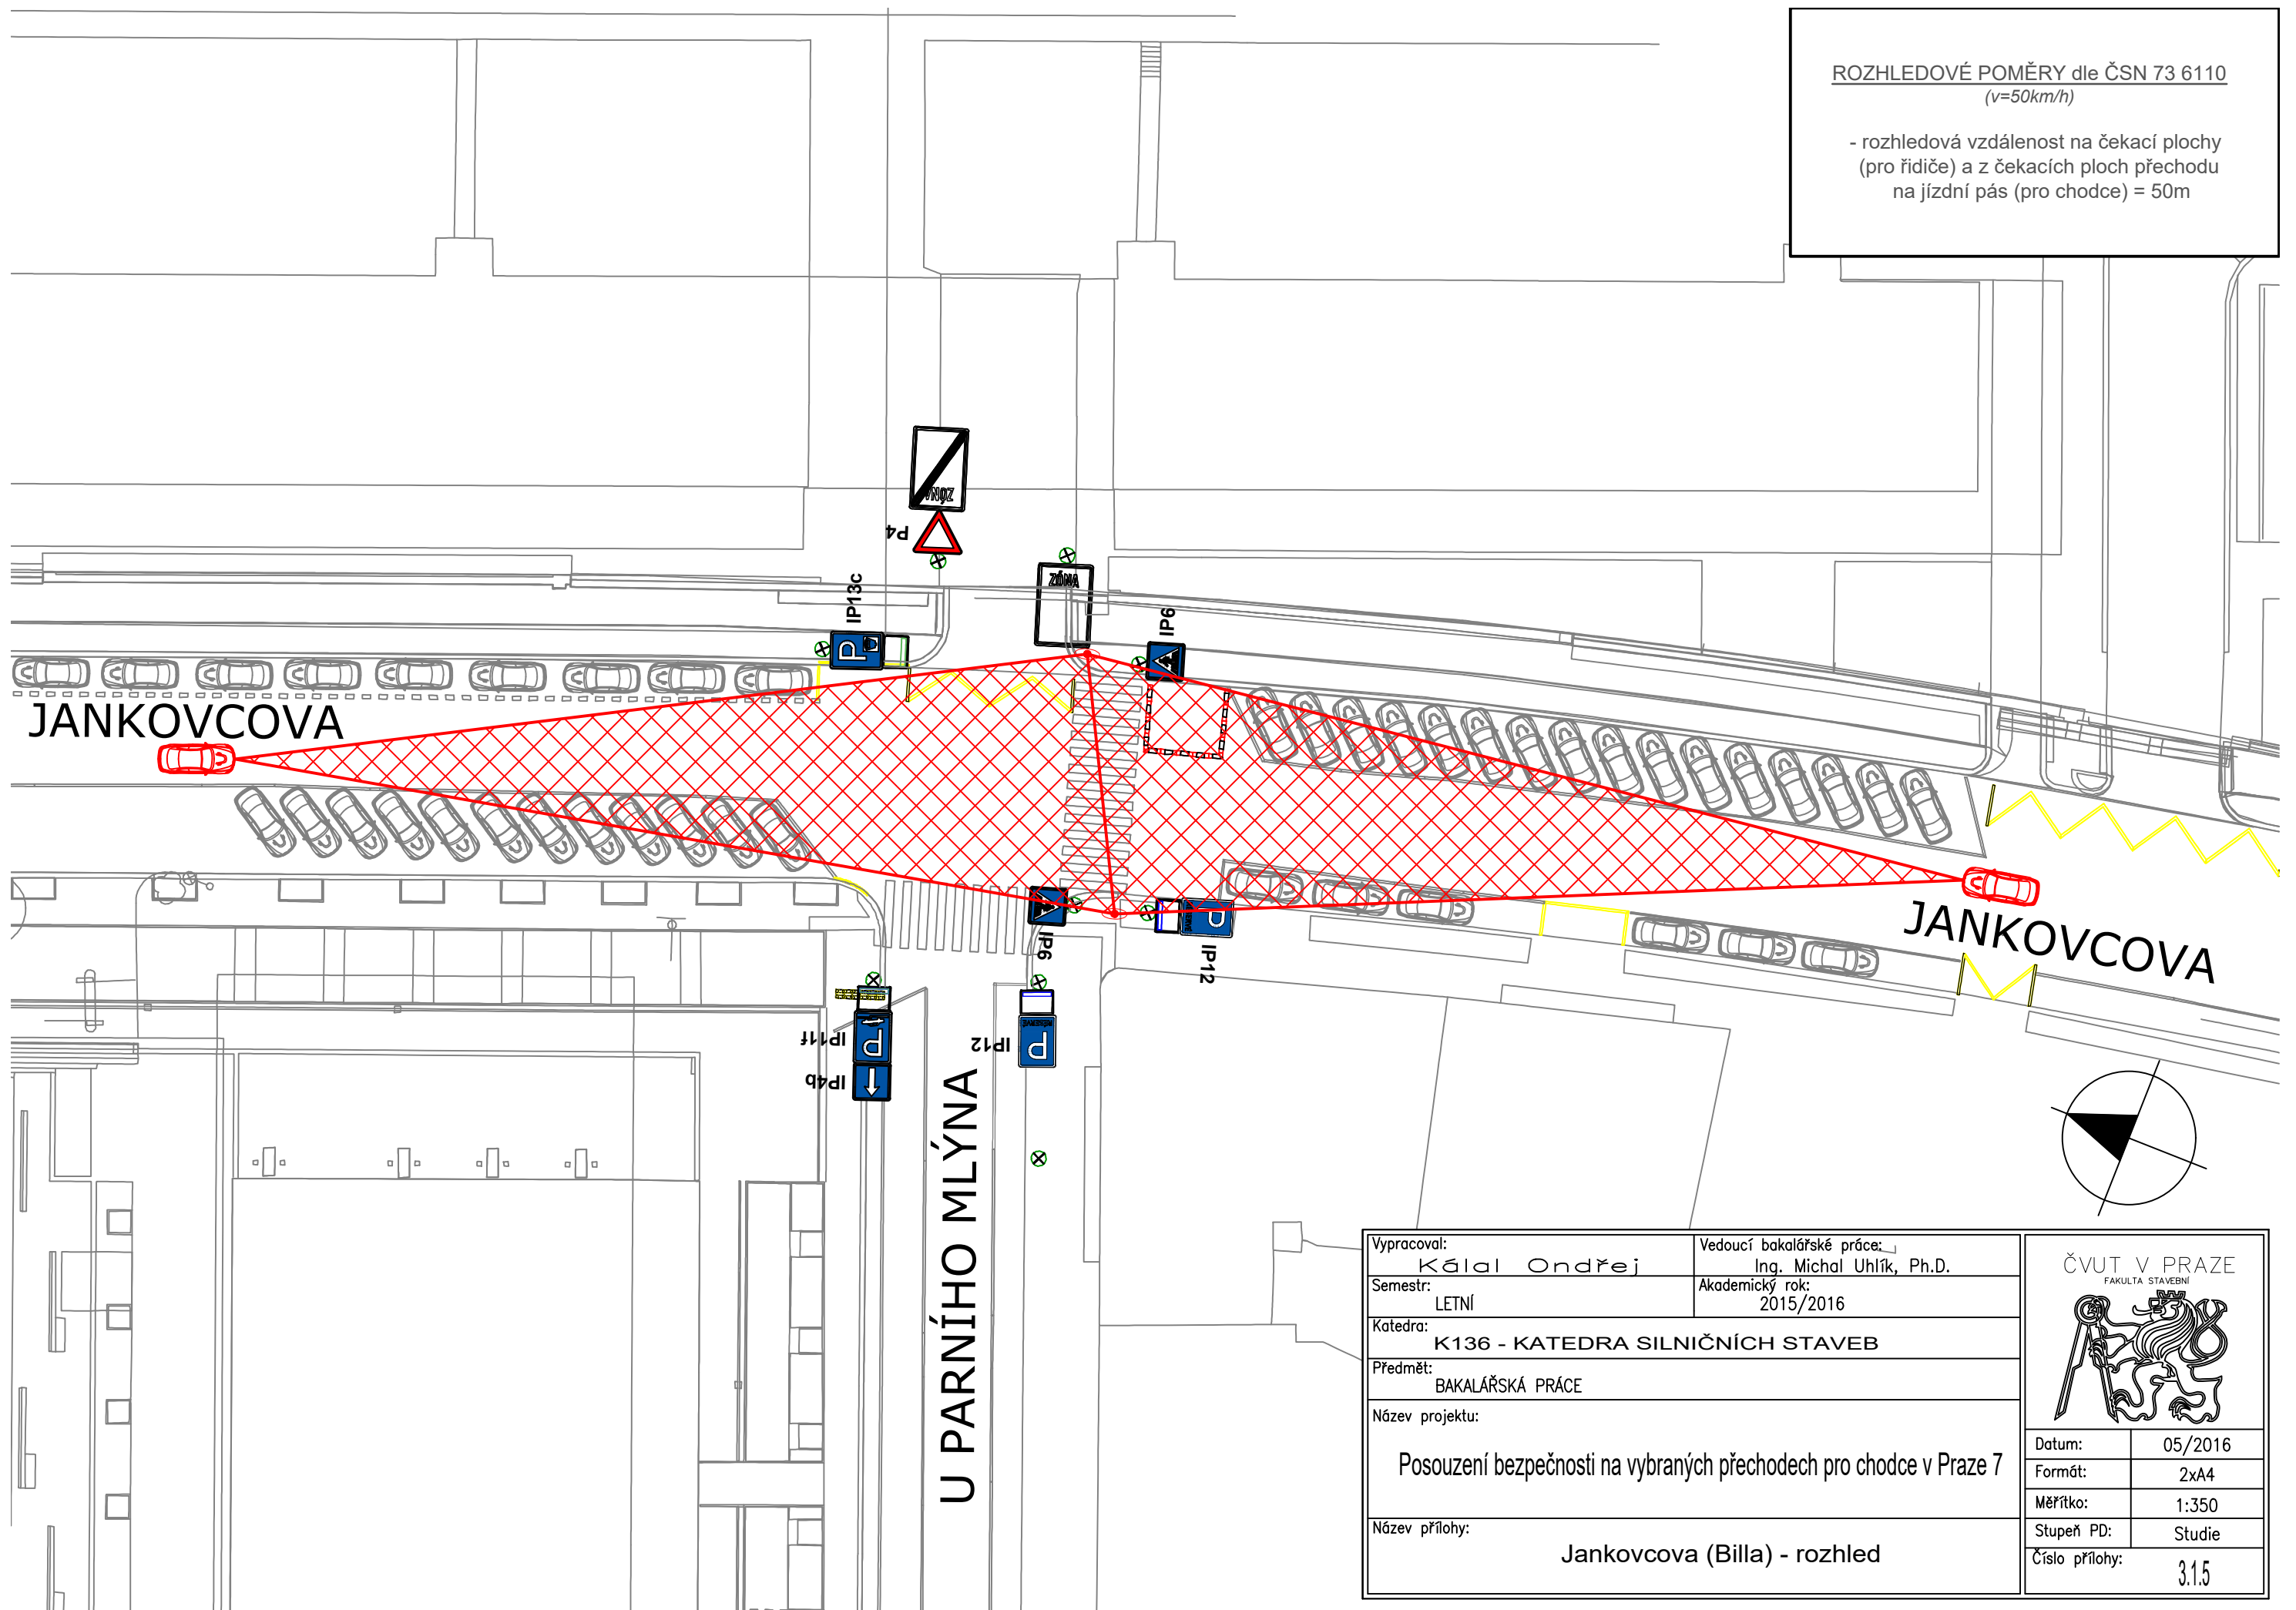 ROZHLEDOVÉ POMĚRY dle ČSN 73 6110
(v=50km/h)
- rozhledová vzdálenost na čekací plochy
(pro řidiče) a z čekacích ploch přechodu
na jízdní pás (pro chodce) = 50m
ZÓNA
P4
ZÓNA
IP13c
P
IP6
JANKOVCOVA
JANKOVCOVA
IP6
P
IP12
IP11f
P
IP4b
IP12
P
RÉSERVÉ
U PARNÍHO MLÝNA
Vypracoval:
Kálal Ondřej
Vedoucí bakalářské práce:
Ing. Michal Uhlík, Ph.D.
Semestr:
LETNÍ
Akademický rok:
2015/2016
Katedra:
K136 - KATEDRA SILNIČNÍCH STAVEB
Předmět:
BAKALÁŘSKÁ PRÁCE
Název projektu:
Posouzení bezpečnosti na vybraných přechodech pro chodce v Praze 7
Název přílohy:
Jankovcova (Billa) - rozhled
ČVUT V PRAZE
FAKULTA STAVEBNÍ
Datum:
05/2016
Formát:
2xA4
Měřítko:
1:350
Stupeň PD:
Studie
Číslo přílohy:
3.1.5